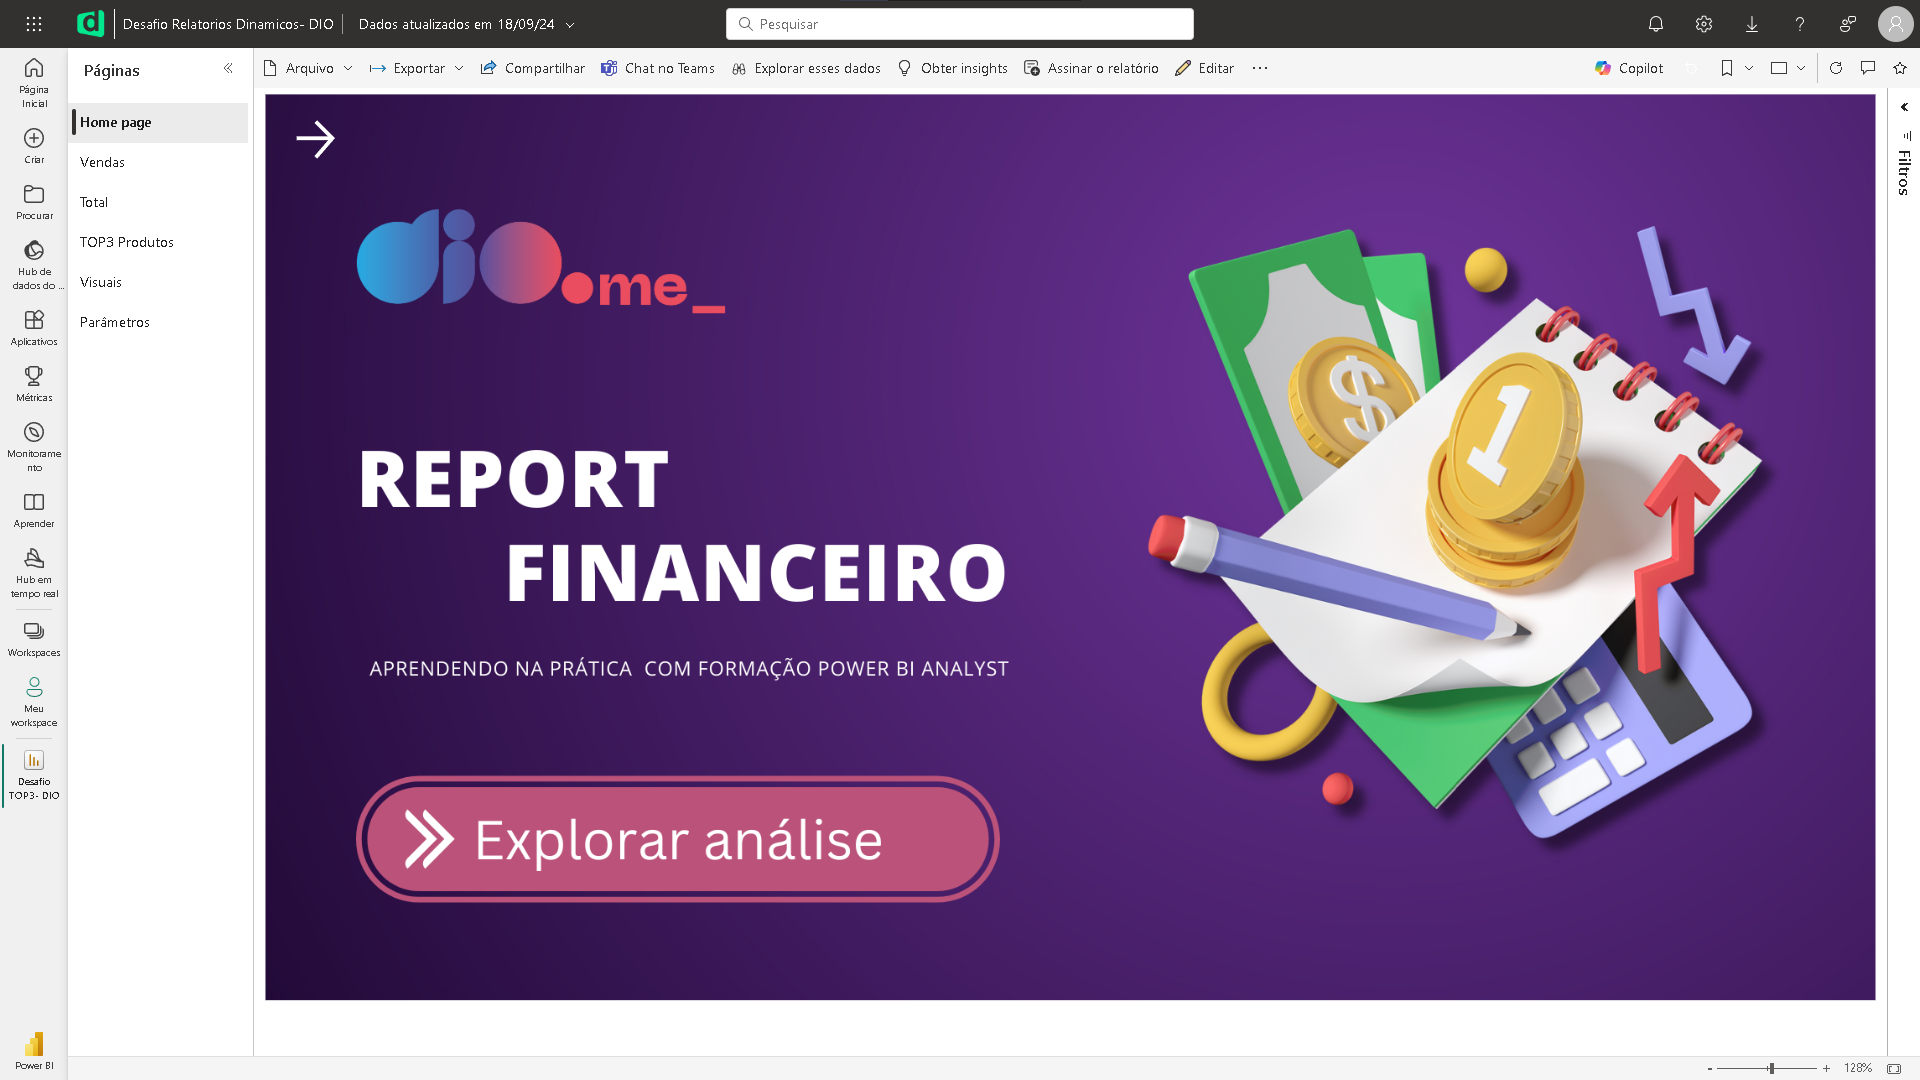 Desafio Relatorios Dinamicos- DIO
Dados atualizados em 18/09/24
Pesquisar
Página
Inicial
Criar
Procurar
Hub de
dados do ...
Aplicativos
Métricas
Monitorame
nto
Aprender
Hub em
tempo real
Workspaces
Meu
workspace
Desafio
TOP3- DIO
Power BI
Páginas
Home page
Vendas
Total
TOP3 Produtos
Visuais
Parâmetros
Arquivo
Exportar
Compartilhar
Chat no Teams
Explorar esses dados
Obter insights
Assinar o relatório
Editar
...
Copilot
dio.me_
REPORT
FINANCEIRO
APRENDENDO NA PRÁTICA COM FORMAÇÃO POWER BI ANALYST
Explorar análise
$
1
Filtros
- + 128%